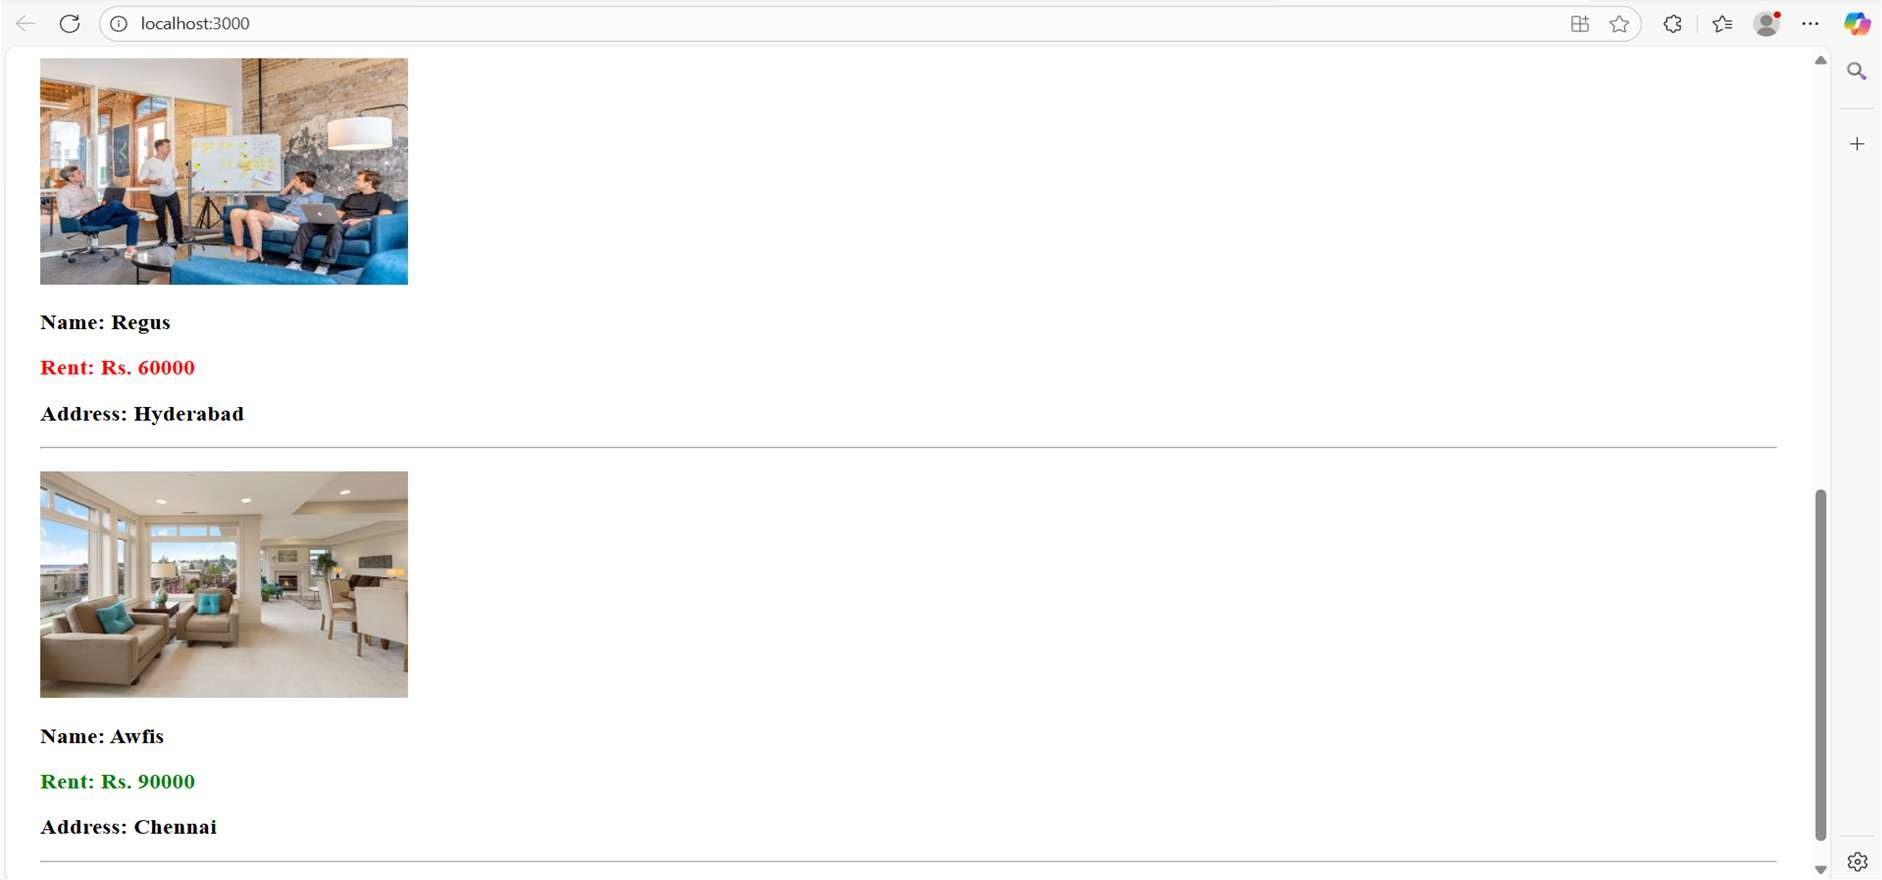 localhost:3000
Name: Regus
Rent: Rs. 60000
Address: Hyderabad
Name: Awfis
Rent: Rs. 90000
Address: Chennai